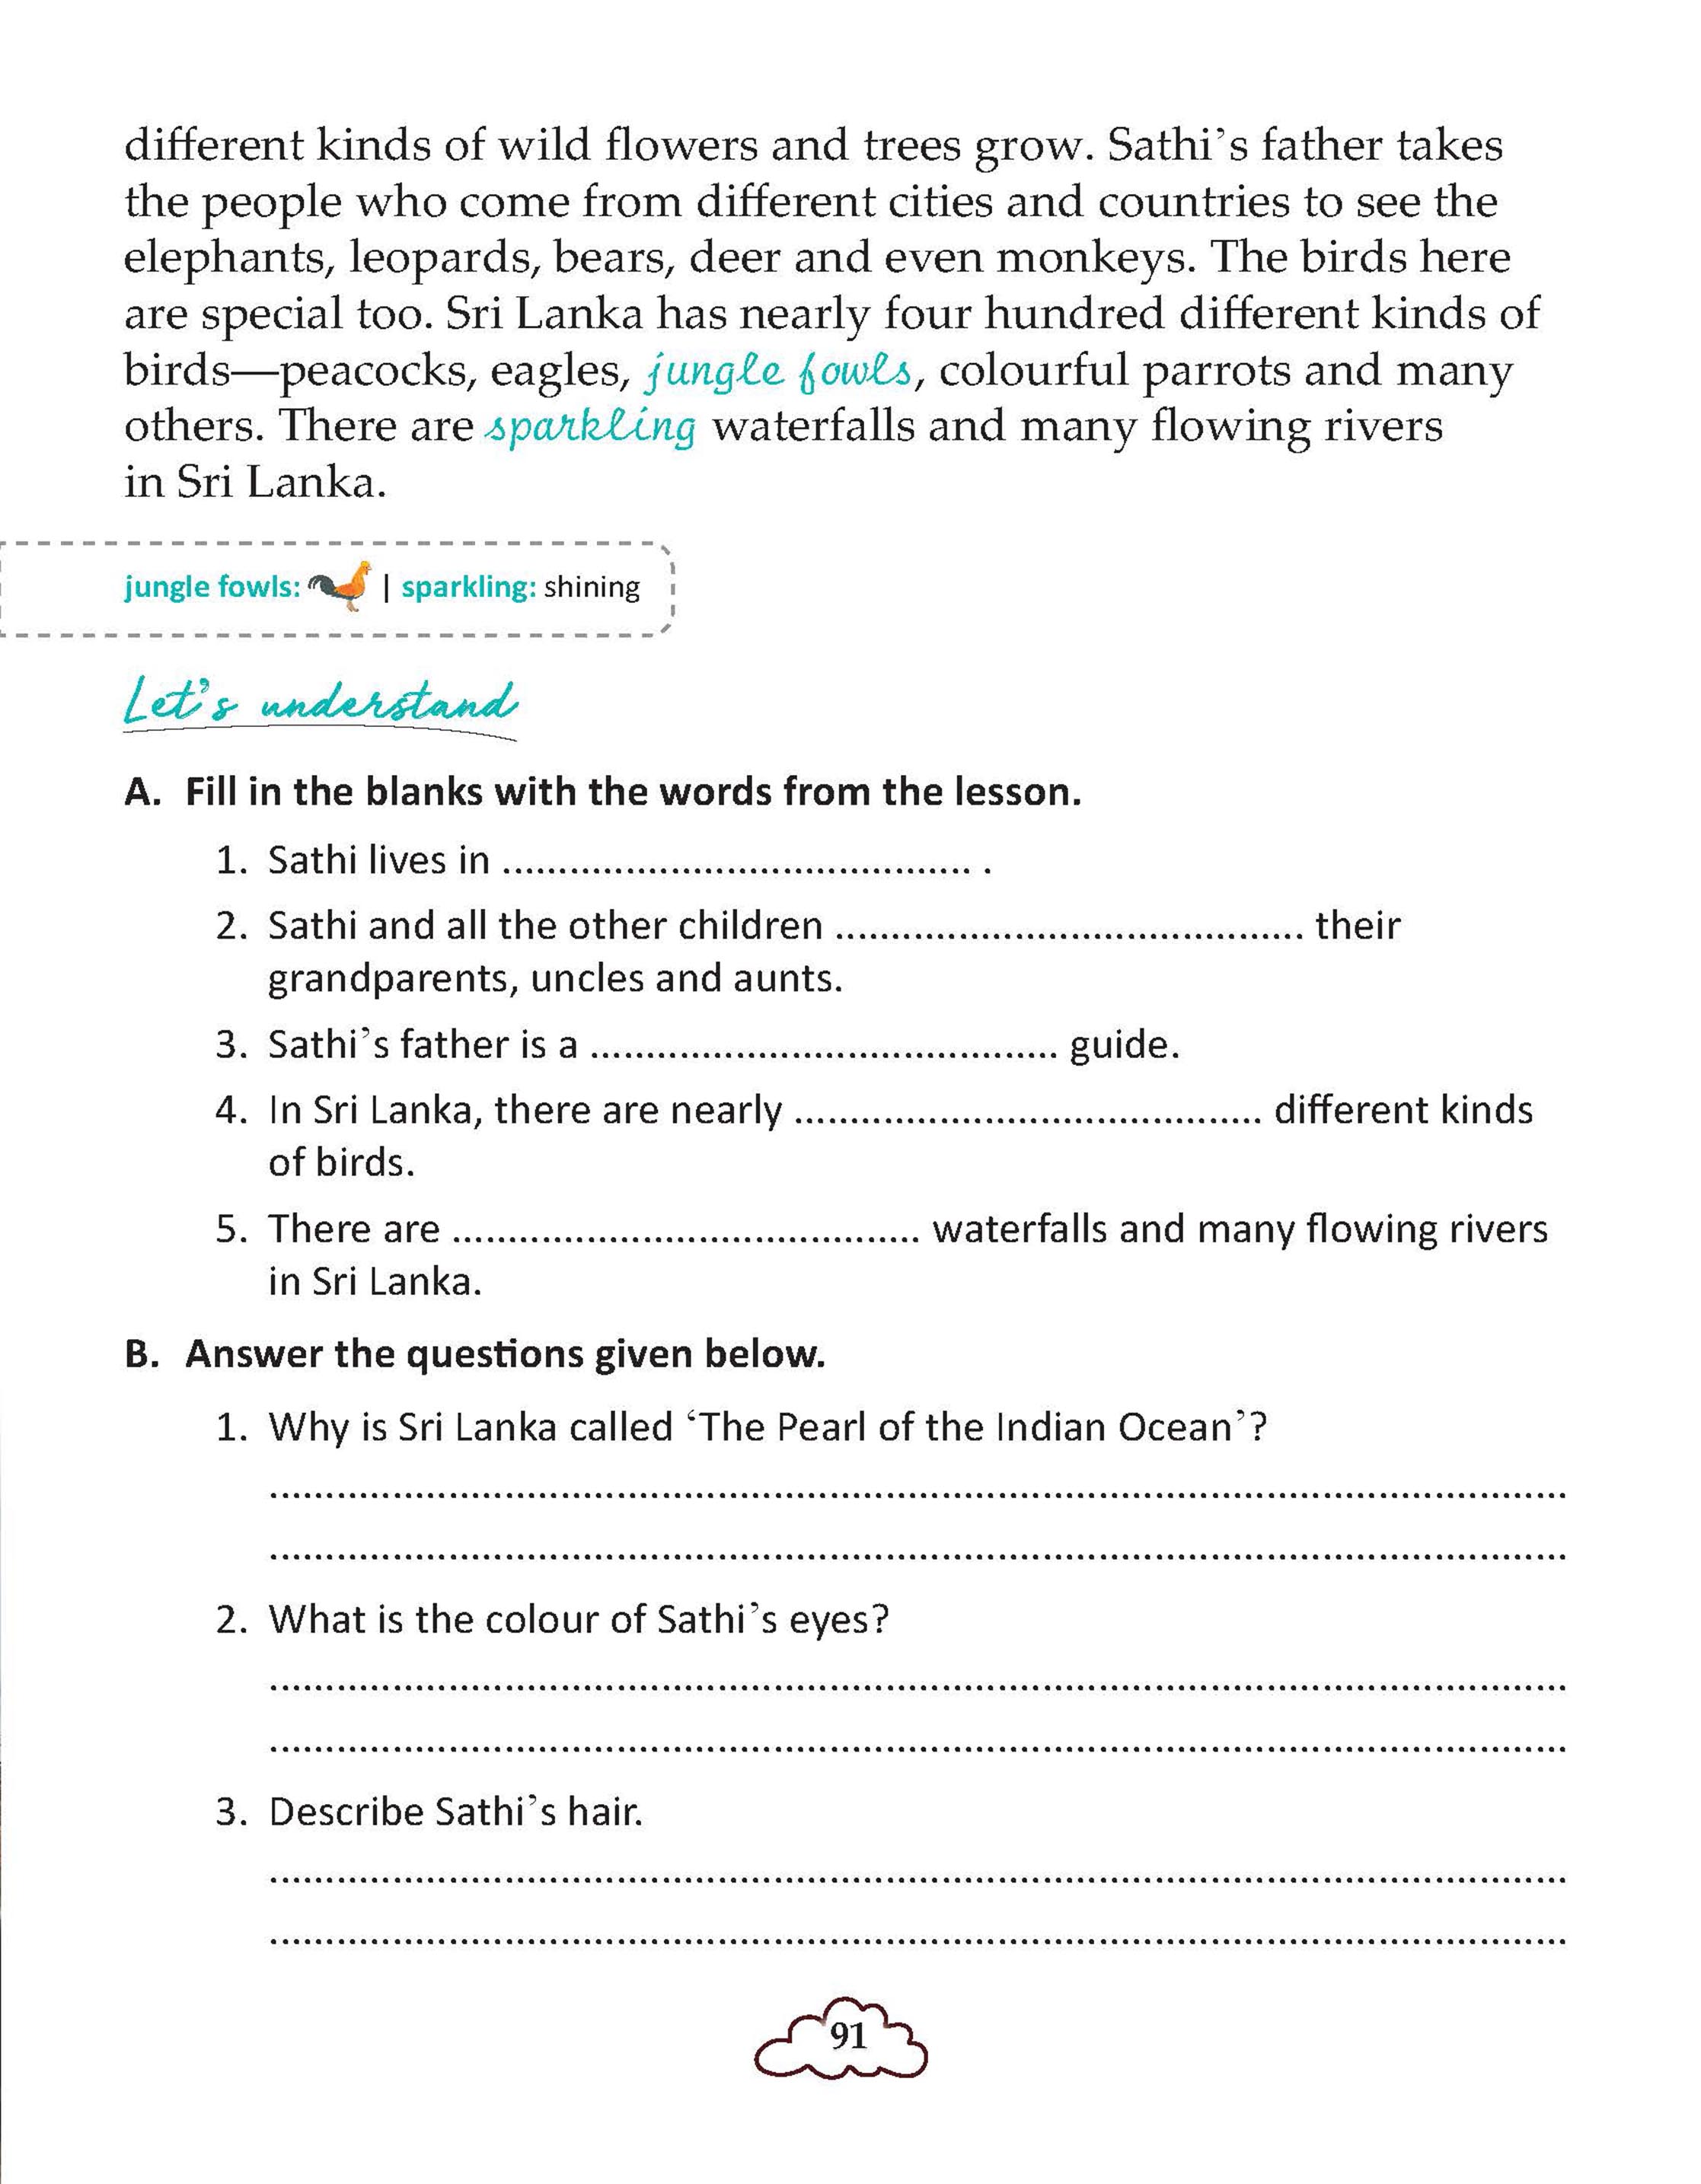 different kinds of wild flowers and trees grow. Sathi’s father takes
the people who come from different cities and countries to see the
elephants, leopards, bears, deer and even monkeys. The birds here
are special too. Sri Lanka has nearly four hundred different kinds of
birds—peacocks, eagles, jungle fowls, colourful parrots and many
others. There are sparkling waterfalls and many flowing rivers
in Sri Lanka.
jungle fowls: | sparkling: shining
Let’s understand
A. Fill in the blanks with the words from the lesson.
1. Sathi lives in .......................................... .
2. Sathi and all the other children .......................................... their
grandparents, uncles and aunts.
3. Sathi’s father is a .......................................... guide.
4. In Sri Lanka, there are nearly .......................................... different kinds
of birds.
5. There are .......................................... waterfalls and many flowing rivers
in Sri Lanka.
B. Answer the questions given below.
1. Why is Sri Lanka called ‘The Pearl of the Indian Ocean’?
2. What is the colour of Sathi’s eyes?
3. Describe Sathi’s hair.
91